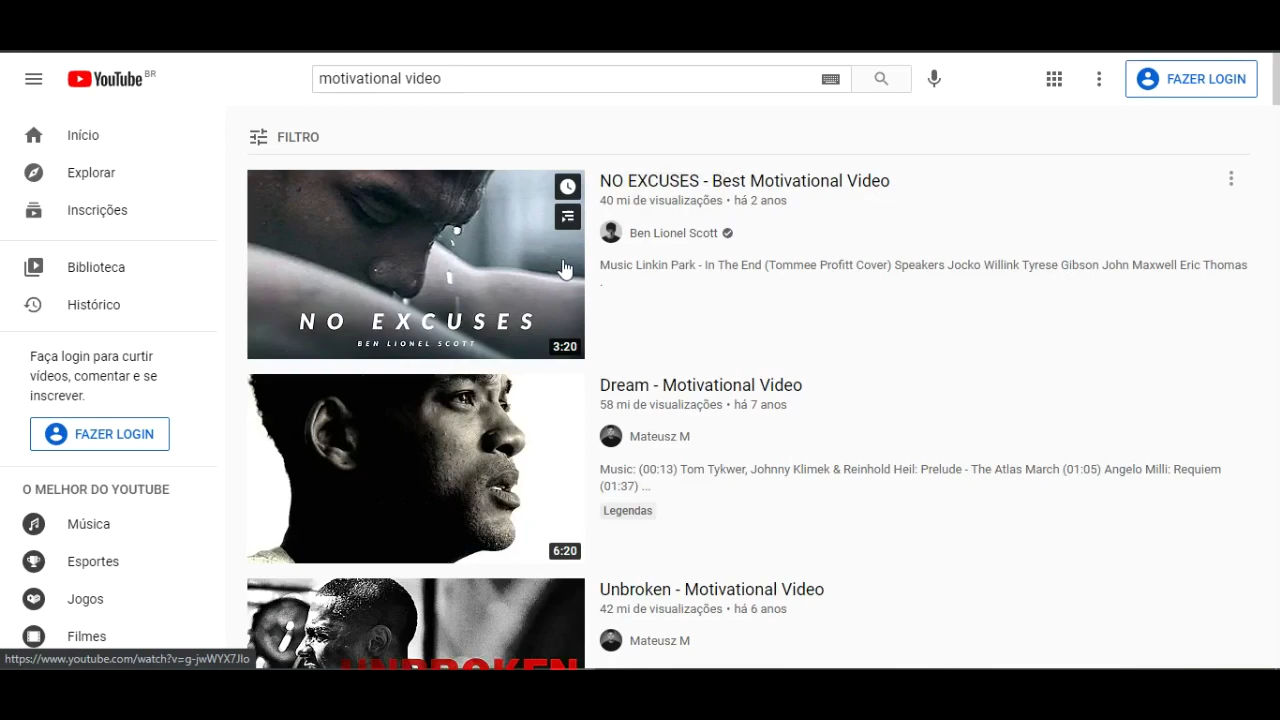 YouTube BR
motivational video
FAZER LOGIN
Início
Explorar
Inscrições
Biblioteca
Histórico
Faça login para curtir
vídeos, comentar e se
inscrever.
FAZER LOGIN
O MELHOR DO YOUTUBE
Música
Esportes
Jogos
Filmes
https://www.youtube.com/watch?v=g-jwWYX7Jlo
FILTRO
NO EXCUSES
BEN LIONEL SCOTT
3:20
NO EXCUSES - Best Motivational Video
40 mi de visualizações • há 2 anos
Ben Lionel Scott
Music Linkin Park - In The End (Tommee Profitt Cover) Speakers Jocko Willink Tyrese Gibson John Maxwell Eric Thomas
.
6:20
Dream - Motivational Video
58 mi de visualizações • há 7 anos
Mateusz M
Music: (00:13) Tom Tykwer, Johnny Klimek & Reinhold Heil: Prelude - The Atlas March (01:05) Angelo Milli: Requiem
(01:37) ...
Legendas
UNBROKEN
Unbroken - Motivational Video
42 mi de visualizações • há 6 anos
Mateusz M